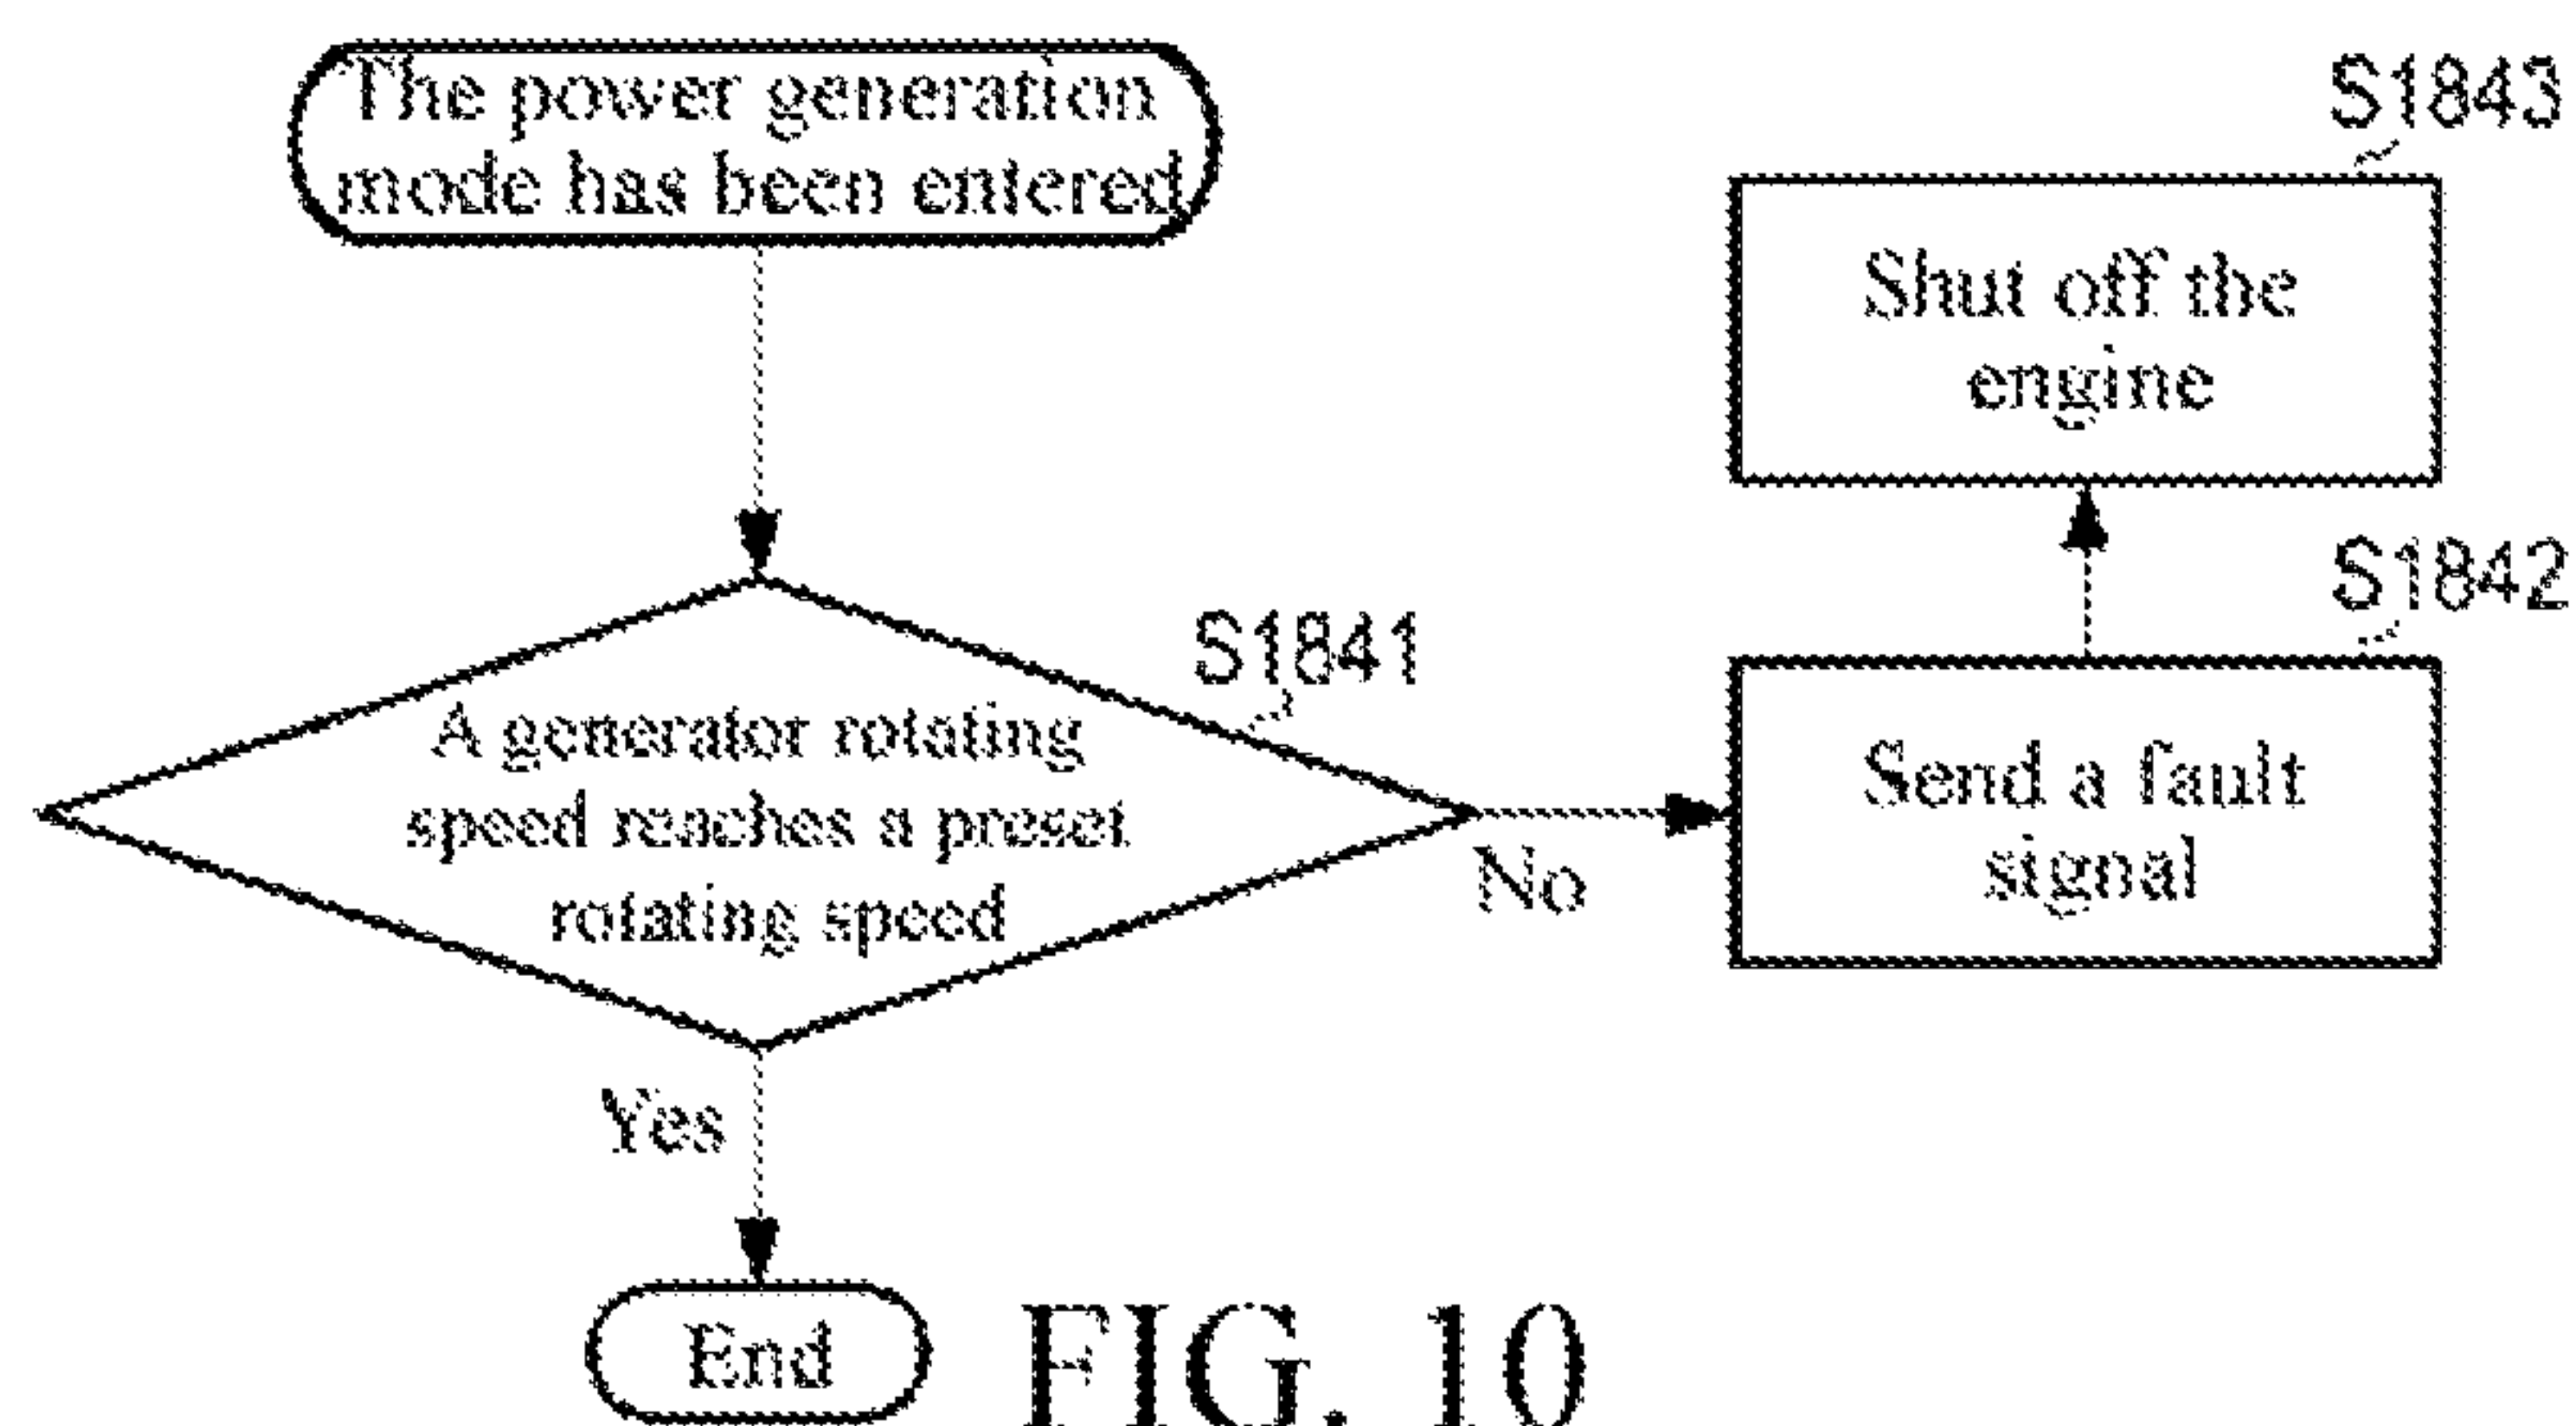 The power generation
mode has been entered
S1843
Shut off the
engine
S1842
S1841
A generator rotating
speed reaches a preset
rotating speed
No
Send a fault
signal
Yes
End
FIG. 10